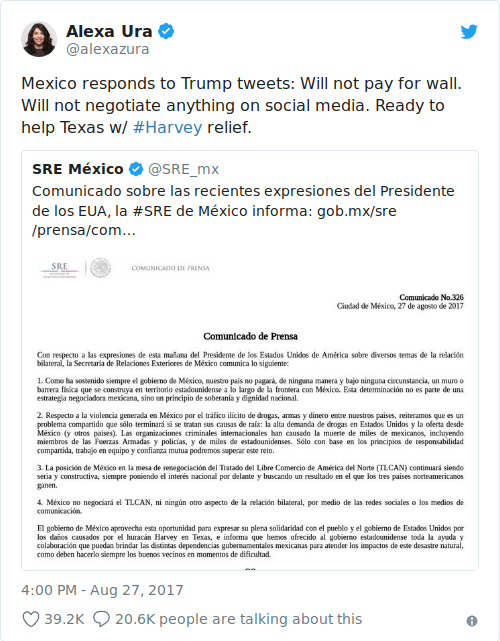 Alexa Ura
@alexazura
Mexico responds to Trump tweets: Will not pay for wall.
Will not negotiate anything on social media. Ready to
help Texas w/ #Harvey relief.
SRE México @SRE_mx
Comunicado sobre las recientes expresiones del Presidente
de los EUA, la #SRE de México informa: gob.mx/sre
/prensa/com…
SRE
COMUNICADO DE PRENSA
Comunicado No.326
Ciudad de México, 27 de agosto de 2017
Comunicado de Prensa
Con respecto a las expresiones de esta mañana del Presidente de los Estados Unidos de América sobre diversos temas de la relación
bilateral, la Secretaría de Relaciones Exteriores de México comunica lo siguiente:
1. Como ha sostenido siempre el gobierno de México, nuestro país no pagará, de ninguna manera y bajo ninguna circunstancia, un muro o
barrera física que se construya en territorio estadounidense a lo largo de la frontera con México. Esta determinación no es parte de una
estrategia negociadora mexicana, sino un principio de soberanía y dignidad nacional.
2. Respecto a la violencia generada en México por el tráfico ilícito de drogas, armas y dinero entre nuestros países, reiteramos que es un
problema compartido que sólo terminará si se tratan sus causas de raíz: la alta demanda de drogas en Estados Unidos y la oferta desde
México (y otros países). Las organizaciones criminales internacionales han causado la muerte de miles de mexicanos, incluyendo
miembros de las Fuerzas Armadas y policías, y de miles de estadounidenses. Sólo con base en los principios de responsabilidad
compartida, trabajo en equipo y confianza mutua podremos superar este reto.
3. La posición de México en la mesa de renegociación del Tratado del Libre Comercio de América del Norte (TLCAN) continuará siendo
seria y constructiva, siempre poniendo el interés nacional por delante y buscando un resultado en el que los tres países norteamericanos
ganen.
4. México no negociará el TLCAN, ni ningún otro aspecto de la relación bilateral, por medio de las redes sociales o los medios de
comunicación.
El gobierno de México aprovecha esta oportunidad para expresar su plena solidaridad con el pueblo y el gobierno de Estados Unidos por
los daños causados por el huracán Harvey en Texas, e informa que hemos ofrecido al gobierno estadounidense toda la ayuda y
colaboración que puedan brindar las distintas dependencias gubernamentales mexicanas para atender los impactos de este desastre natural,
como deben hacerlo siempre los buenos vecinos en momentos de dificultad.
4:00 PM - Aug 27, 2017
39.2K 20.6K people are talking about this